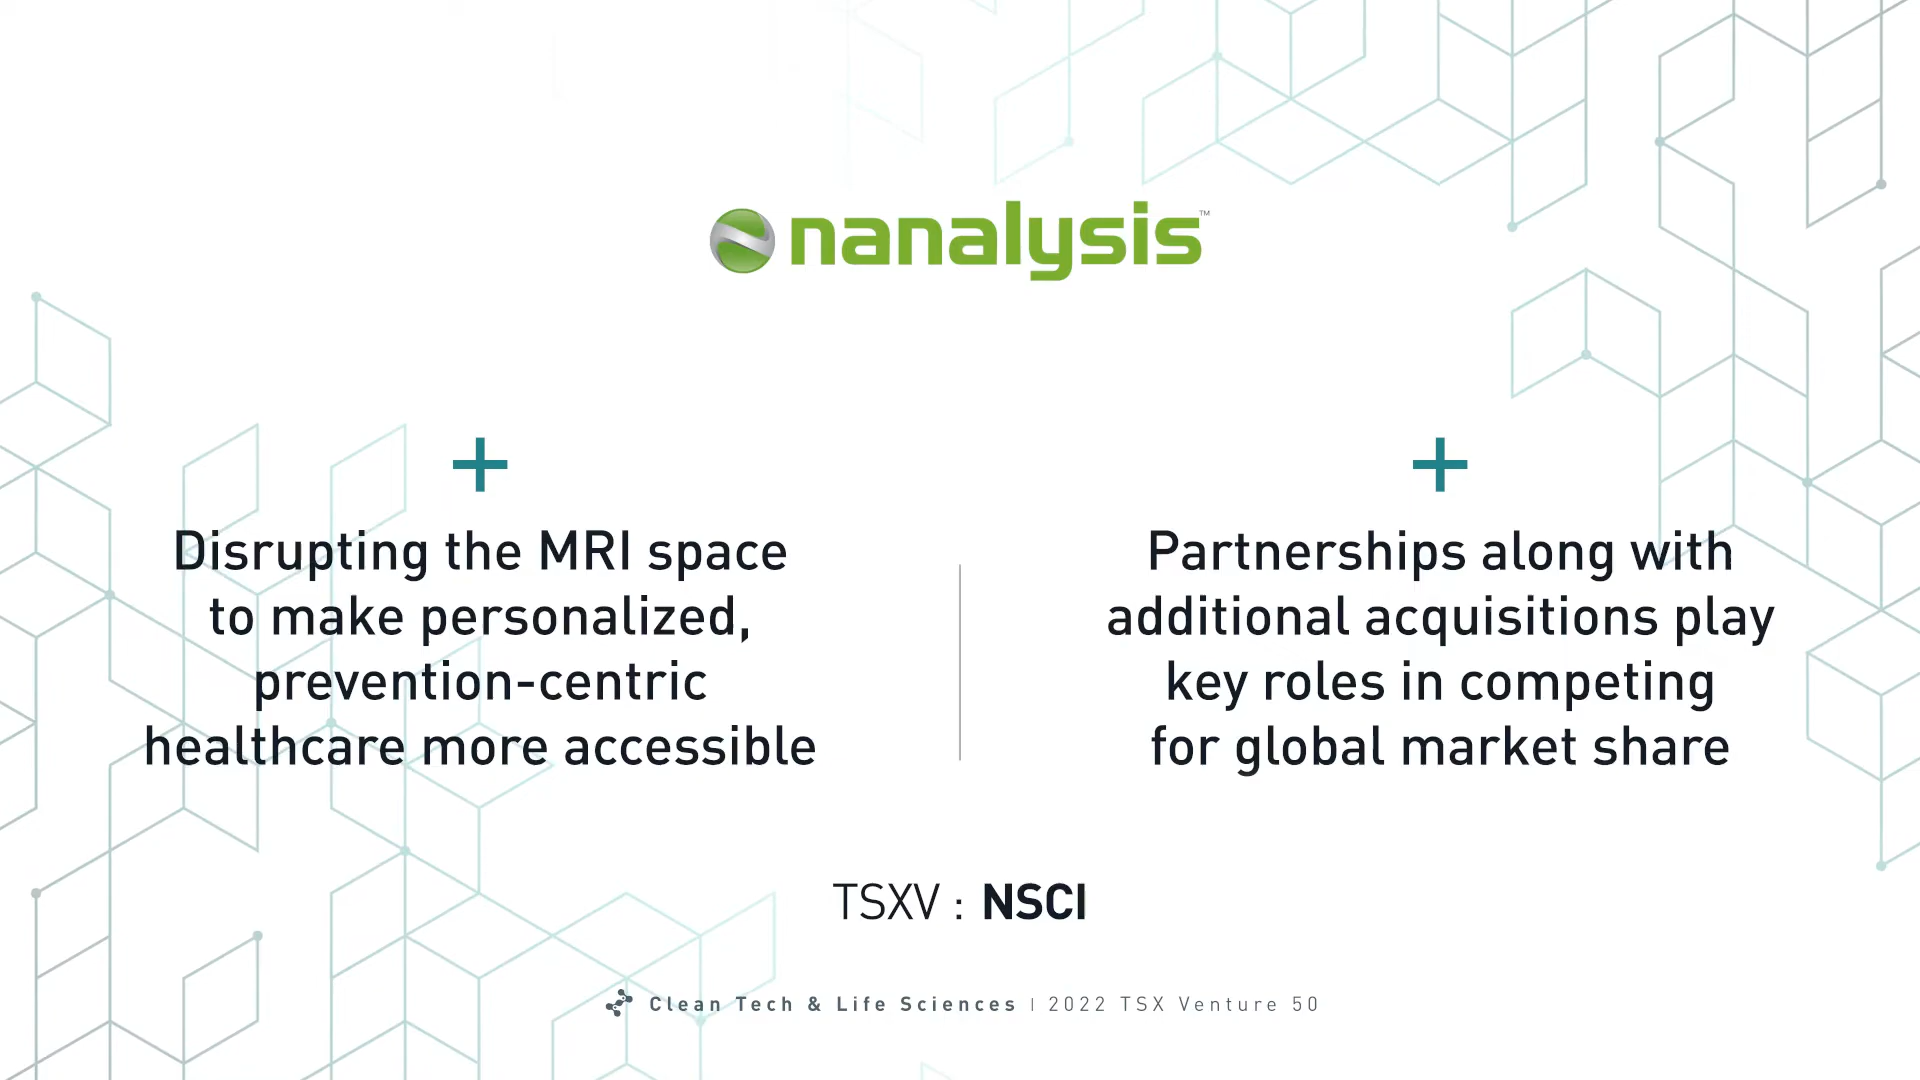 nanalysis™
Disrupting the MRI space
to make personalized,
prevention-centric
healthcare more accessible
Partnerships along with
additional acquisitions play
key roles in competing
for global market share
TSXV : NSCI
Clean Tech & Life Sciences | 2022 TSX Venture 50